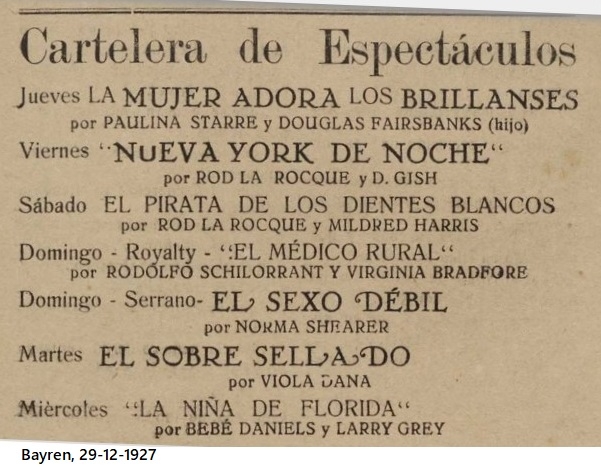 Cartelera de Espectáculos
Jueves LA MUJER ADORA LOS BRILLANSES
por PAULINA STARRE y DOUGLAS FAIRSBANKS (hijo)
Viernes "NUEVA YORK DE NOCHE"
por ROD LA ROCQUE y D. GISH
Sábado EL PIRATA DE LOS DIENTES BLANCOS
por ROD LA ROCQUE y MILDRED HARRIS
Domingo - Royalty - "EL MÉDICO RURAL"
por RODOLFO SCHILORRANT Y VIRGINIA BRADFORE
Domingo - Serrano- EL SEXO DÉBIL
por NORMA SHEARER
Martes EL SOBRE SELLADO
por VIOLA DANA
Mièrcoles "LA NIÑA DE FLORIDA"
por BEBÉ DANIELS y LARRY GREY
Bayren, 29-12-1927